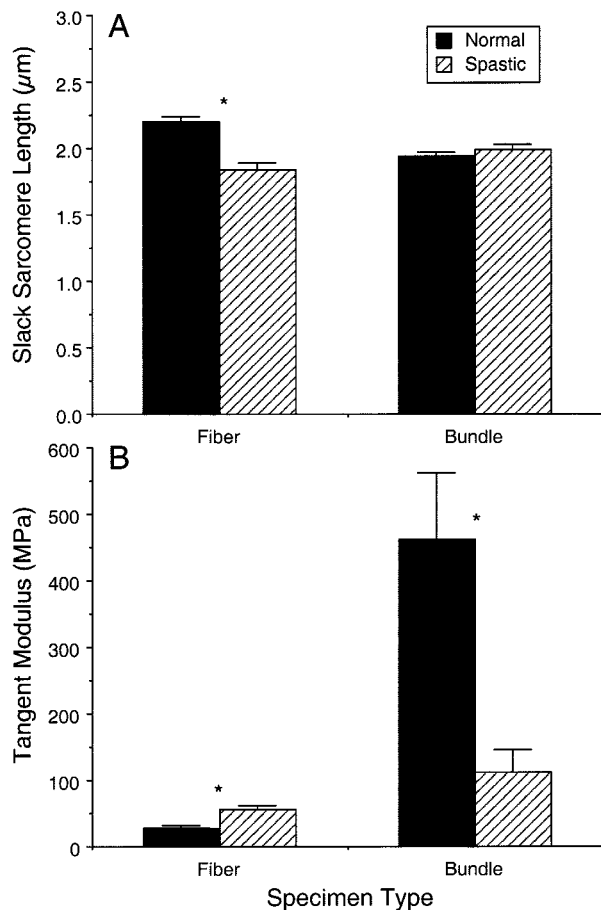 A
Normal
Spastic
Slack Sarcomere Length (µm)
3.0
2.5
2.0
1.5
1.0
0.5
0.0
*
Fiber
Bundle
B
Tangent Modulus (MPa)
600
500
400
300
200
100
0
*
*
Fiber
Bundle
Specimen Type